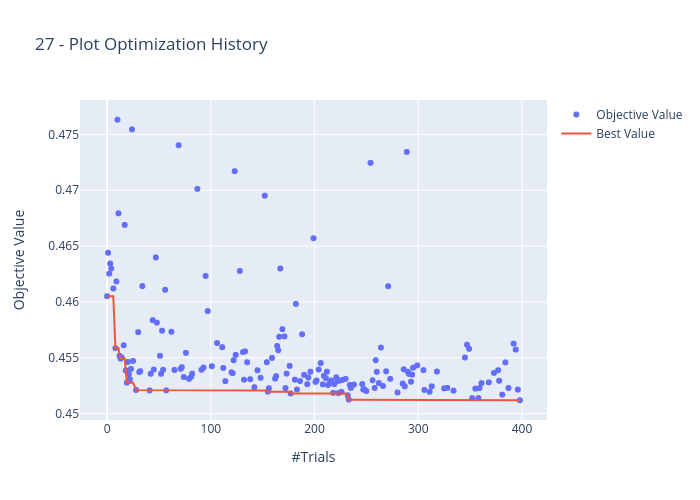 27 - Plot Optimization History
Objective Value
Best Value
0.475
0.47
0.465
0.46
0.455
0.45
Objective Value
0
100
200
300
400
#Trials